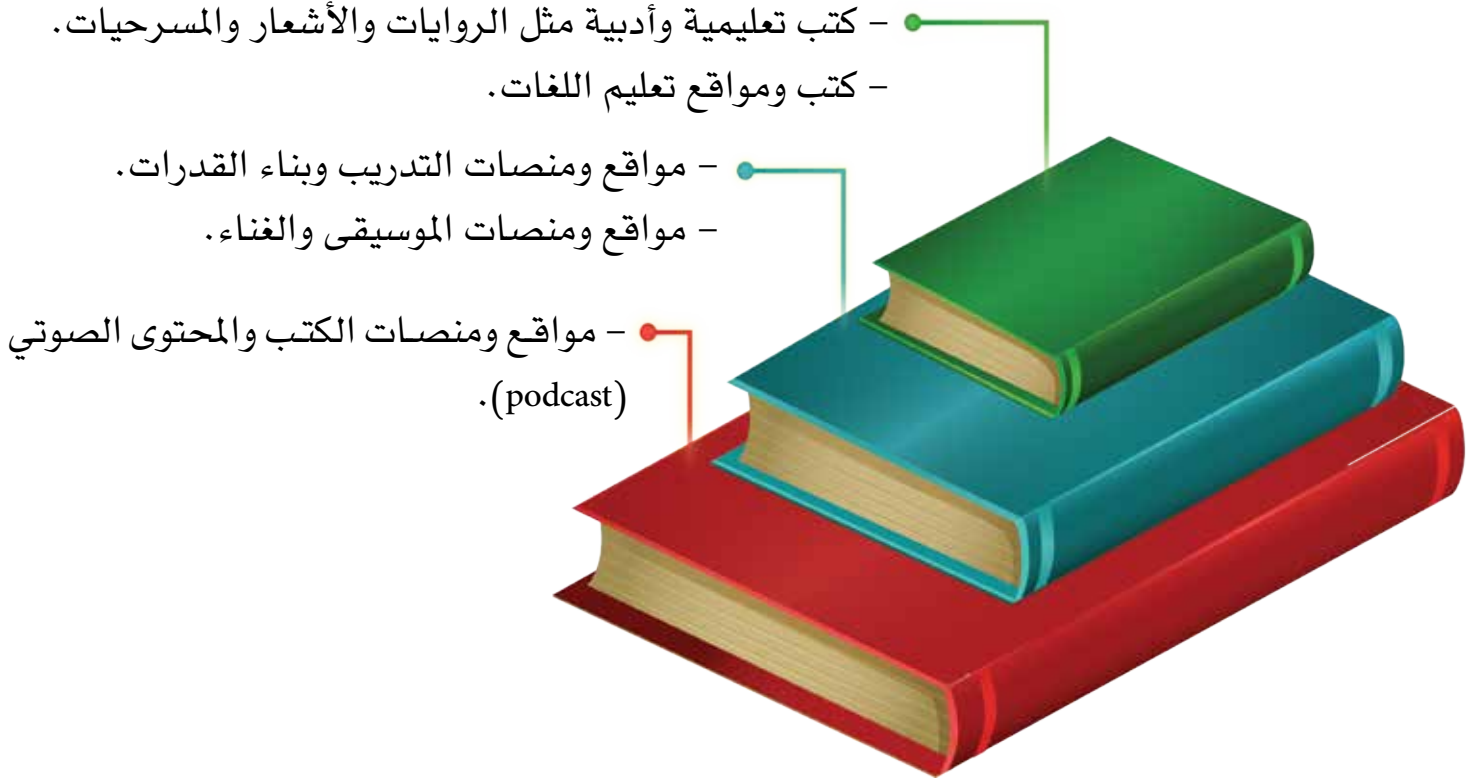 – كتب تعليمية وأدبية مثل الروايات والأشعار والمسرحيات.
– كتب ومواقع تعليم اللغات.
– مواقع ومنصات التدريب وبناء القدرات.
– مواقع ومنصات الموسيقى والغناء.
– مواقع ومنصات الكتب والمحتوى الصوتي
(podcast).